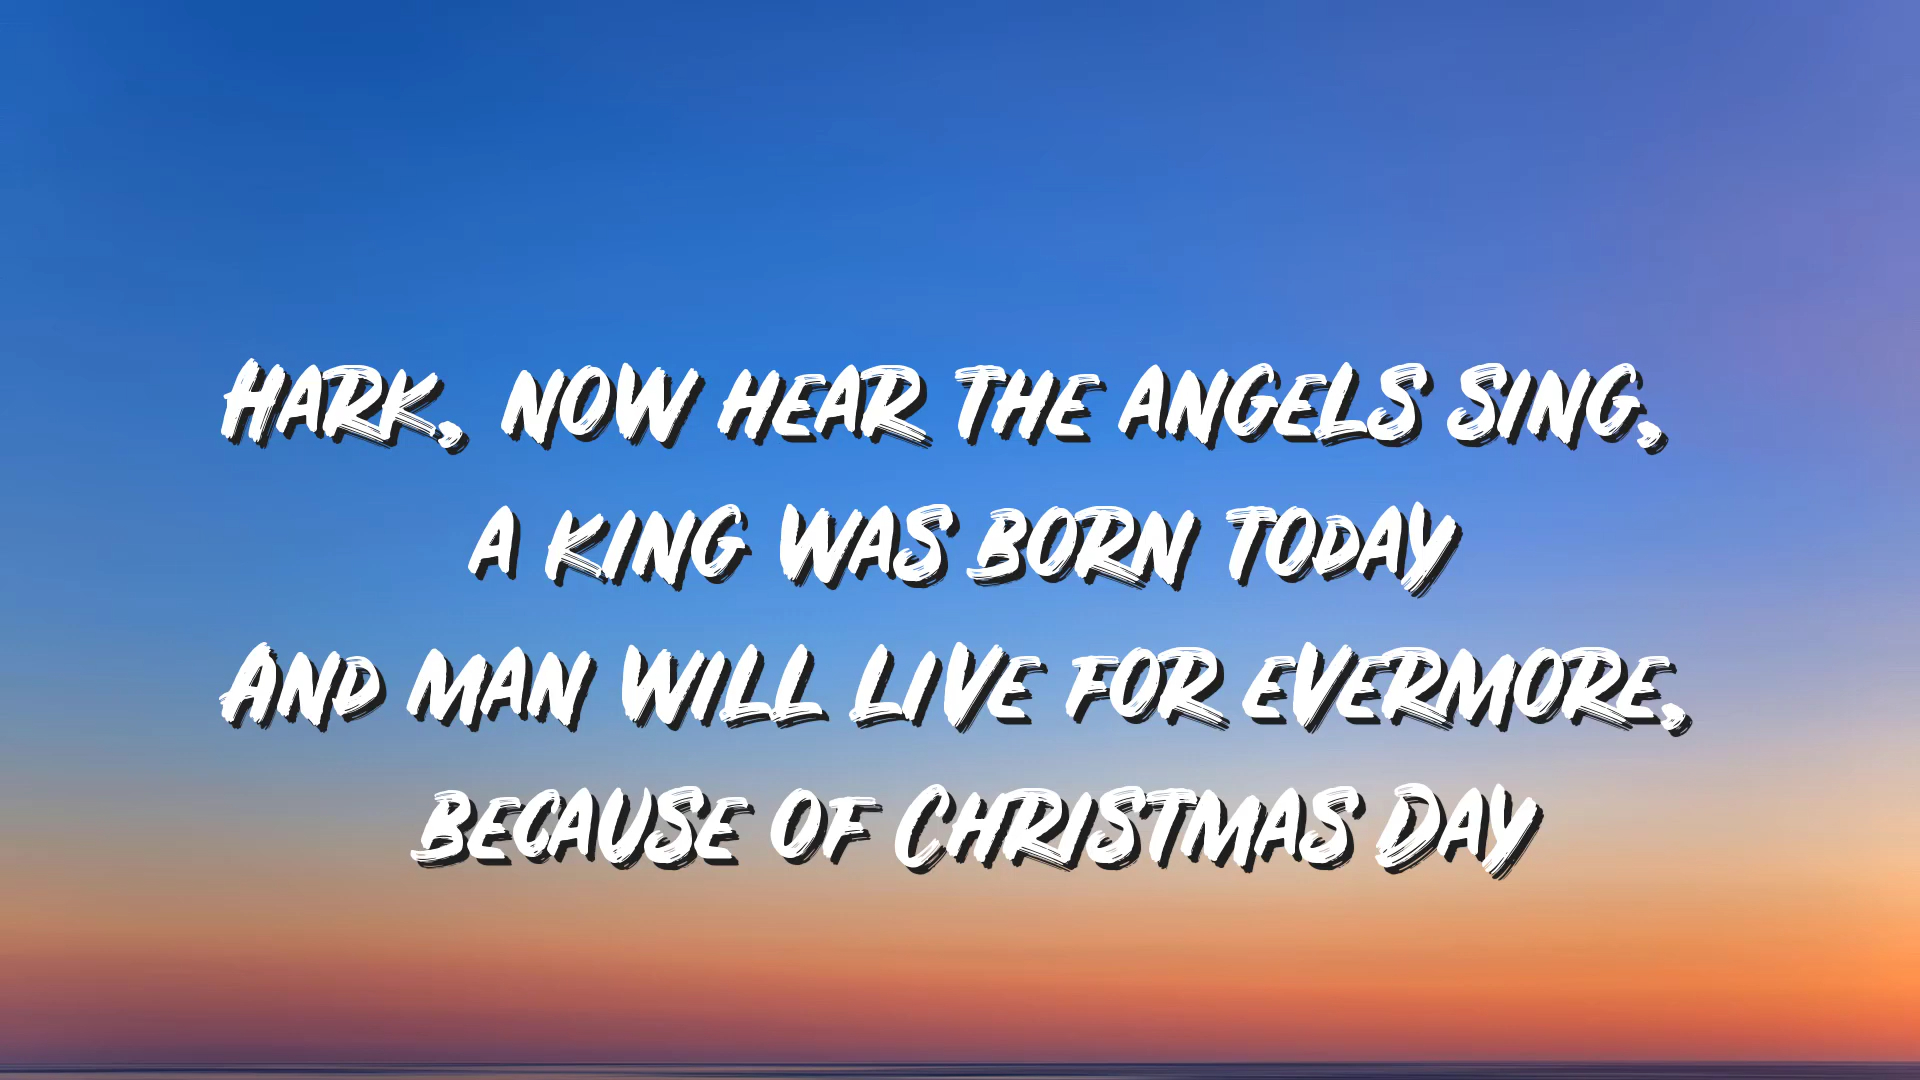 Hark, now hear the angels sing,
a king was born today
And man will live for evermore,
because of Christmas Day